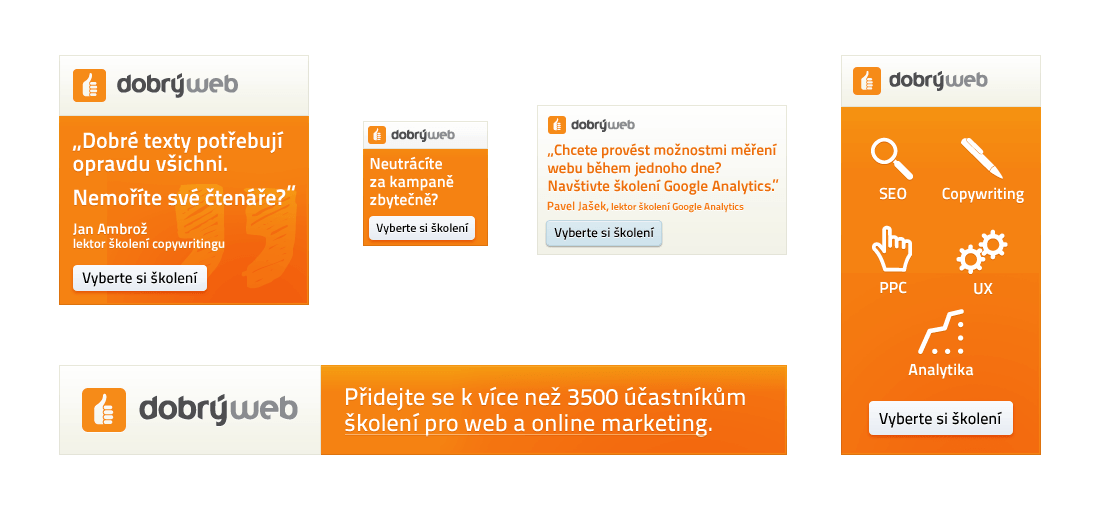 dobrýweb
„Dobré texty potřebují
opravdu všichni.
Nemoříte své čtenáře?”
Jan Ambrož
lektor školení copywritingu
Vyberte si školení
dobrýweb
Neutrácíte
za kampaně
zbytečně?
Vyberte si školení
dobrýweb
„Chcete provést možnostmi měření
webu během jednoho dne?
Navštivte školení Google Analytics.”
Pavel Jašek, lektor školení Google Analytics
Vyberte si školení
dobrýweb
SEO
Copywriting
PPC
UX
Analytika
Vyberte si školení
dobrýweb
Přidejte se k více než 3500 účastníkům
školení pro web a online marketing.